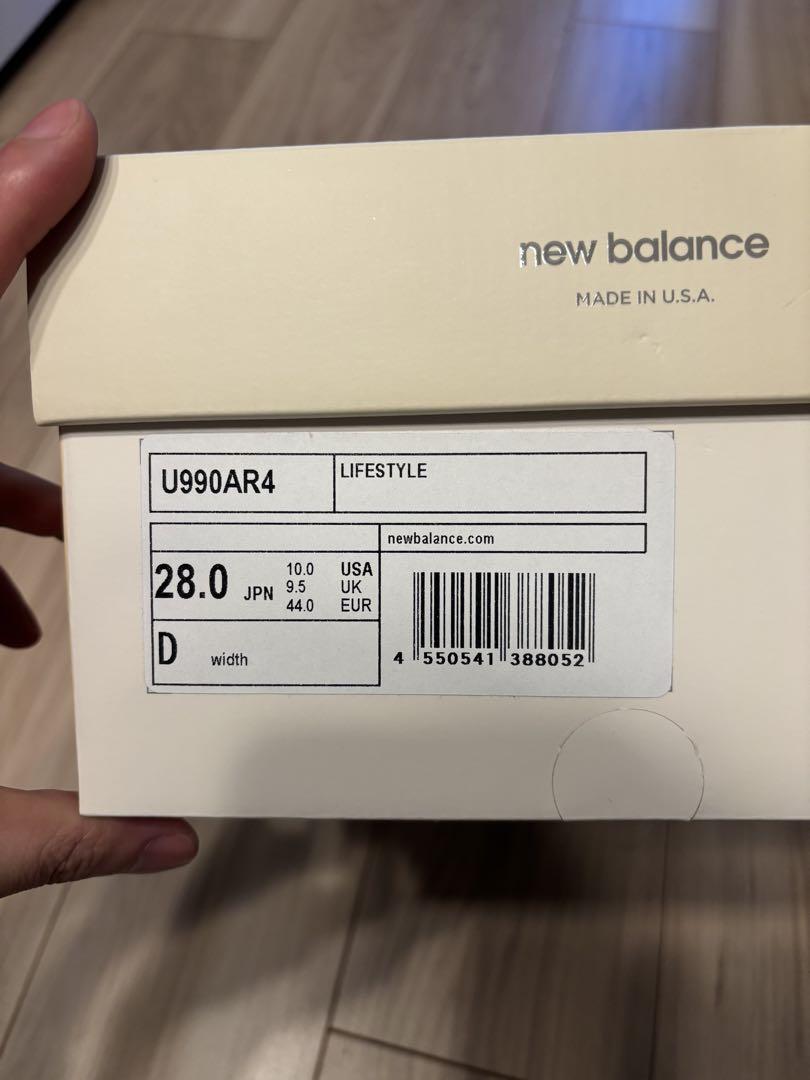 new balance
MADE IN U.S.A.
U990AR4
LIFESTYLE
newbalance.com
28.0 JPN
10.0 USA
9.5 UK
44.0 EUR
D width
4 550541 388052